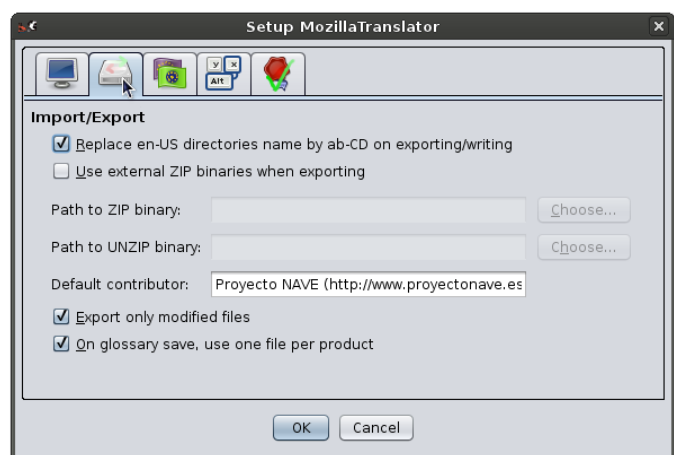 Setup MozillaTranslator
y x
Alt
Import/Export
Replace en-US directories name by ab-CD on exporting/writing
Use external ZIP binaries when exporting
Path to ZIP binary: Choose...
Path to UNZIP binary: Choose...
Default contributor: Proyecto NAVE (http://www.proyectonave.es
Export only modified files
On glossary save, use one file per product
OK Cancel